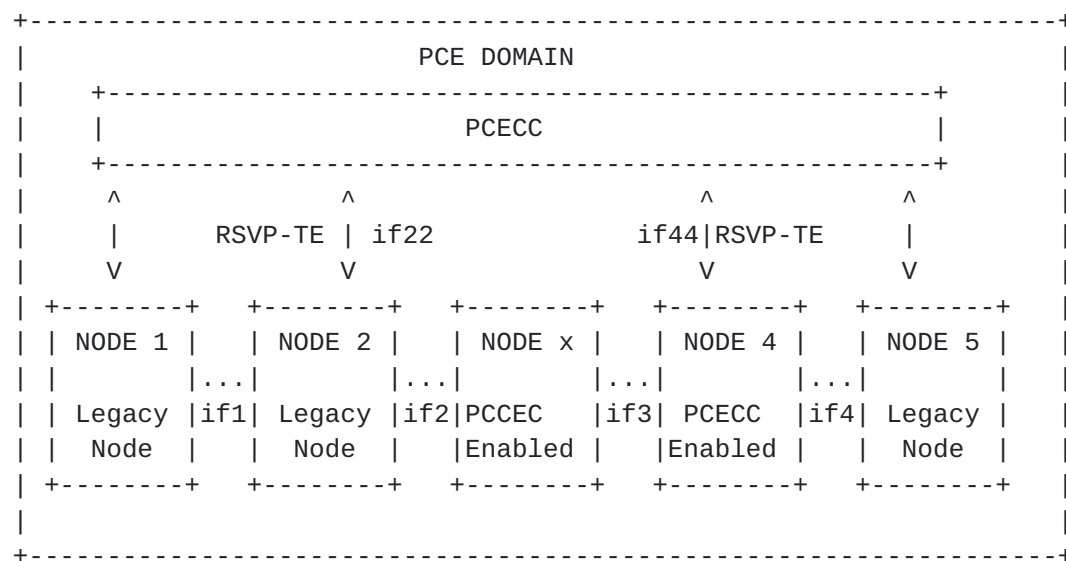 PCE DOMAIN
PCECC
RSVP-TE if22 if44 RSVP-TE
NODE 1 NODE 2 NODE x NODE 4 NODE 5
... ... ... ...
Legacy if1 Legacy if2 PCCEC if3 PCECC if4 Legacy
Node Node Enabled Enabled Node